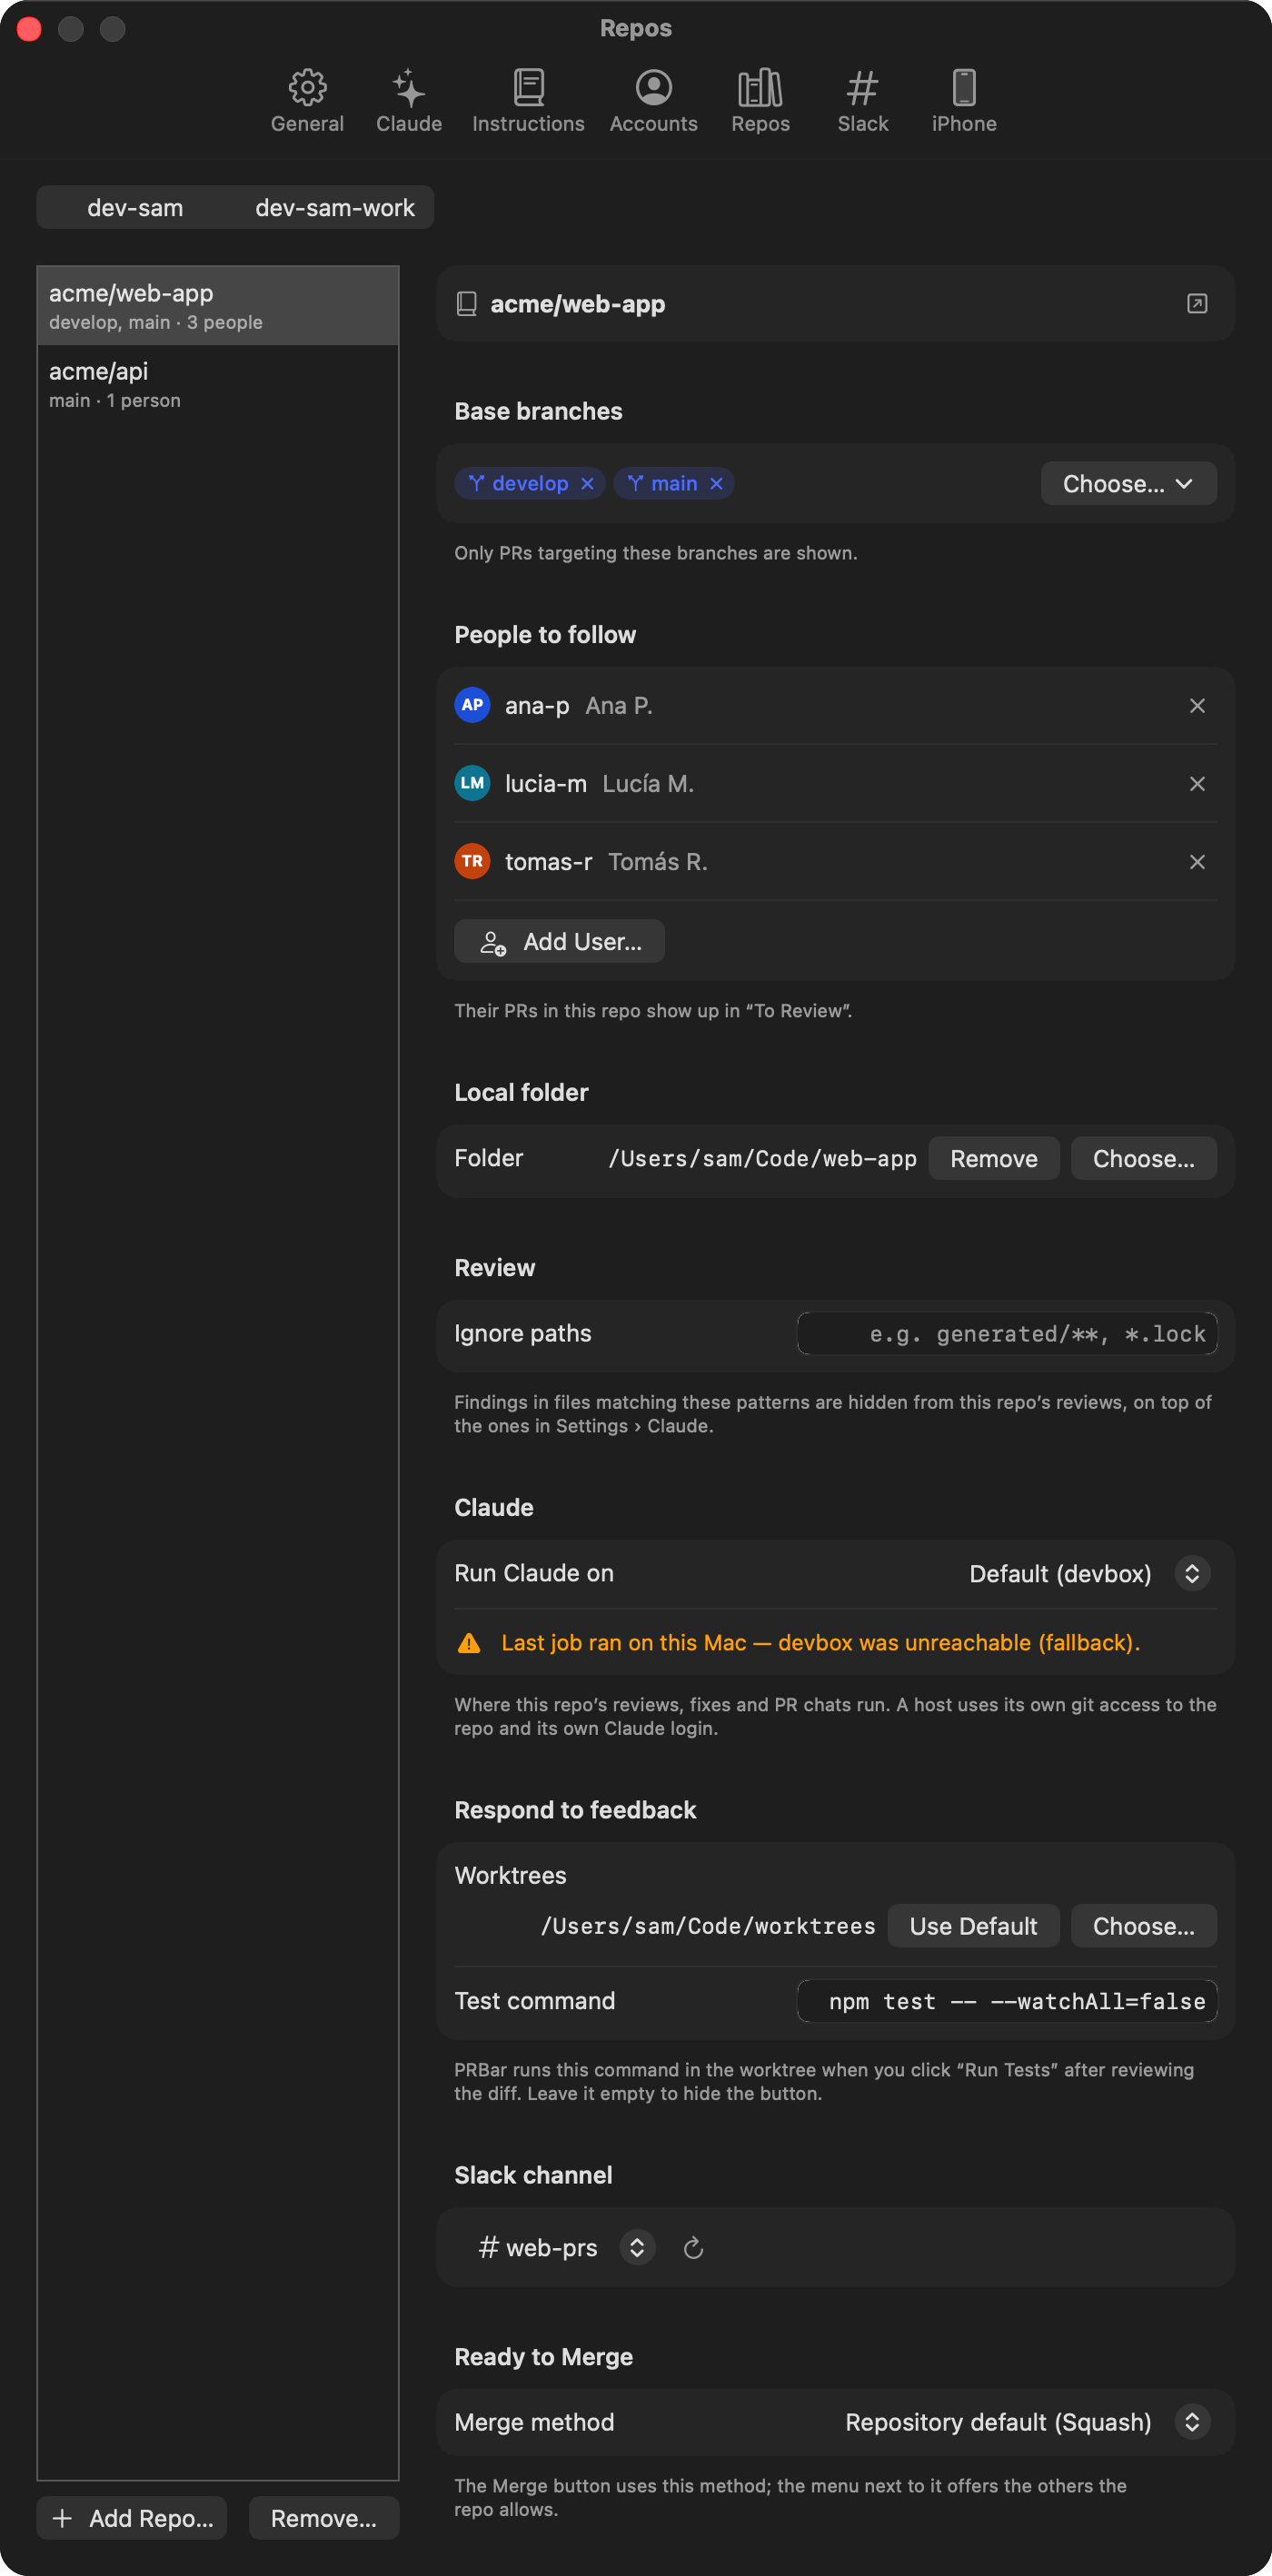 Repos
General
Claude
Instructions
Accounts
Repos
Slack
iPhone
dev-sam
dev-sam-work
acme/web-app
develop, main · 3 people
acme/api
main · 1 person
acme/web-app
Base branches
develop
main
Choose...
Only PRs targeting these branches are shown.
People to follow
AP ana-p Ana P.
LM lucia-m Lucía M.
TR tomas-r Tomás R.
Add User...
Their PRs in this repo show up in “To Review”.
Local folder
Folder /Users/sam/Code/web-app Remove Choose...
Review
Ignore paths e.g. generated/**, *.lock
Findings in files matching these patterns are hidden from this repo’s reviews, on top of
the ones in Settings › Claude.
Claude
Run Claude on Default (devbox)
Last job ran on this Mac — devbox was unreachable (fallback).
Where this repo’s reviews, fixes and PR chats run. A host uses its own git access to the
repo and its own Claude login.
Respond to feedback
Worktrees
/Users/sam/Code/worktrees Use Default Choose...
Test command npm test -- --watchAll=false
PRBar runs this command in the worktree when you click “Run Tests” after reviewing
the diff. Leave it empty to hide the button.
Slack channel
# web-prs
Ready to Merge
Merge method Repository default (Squash)
The Merge button uses this method; the menu next to it offers the others the
repo allows.
+ Add Repo... Remove...